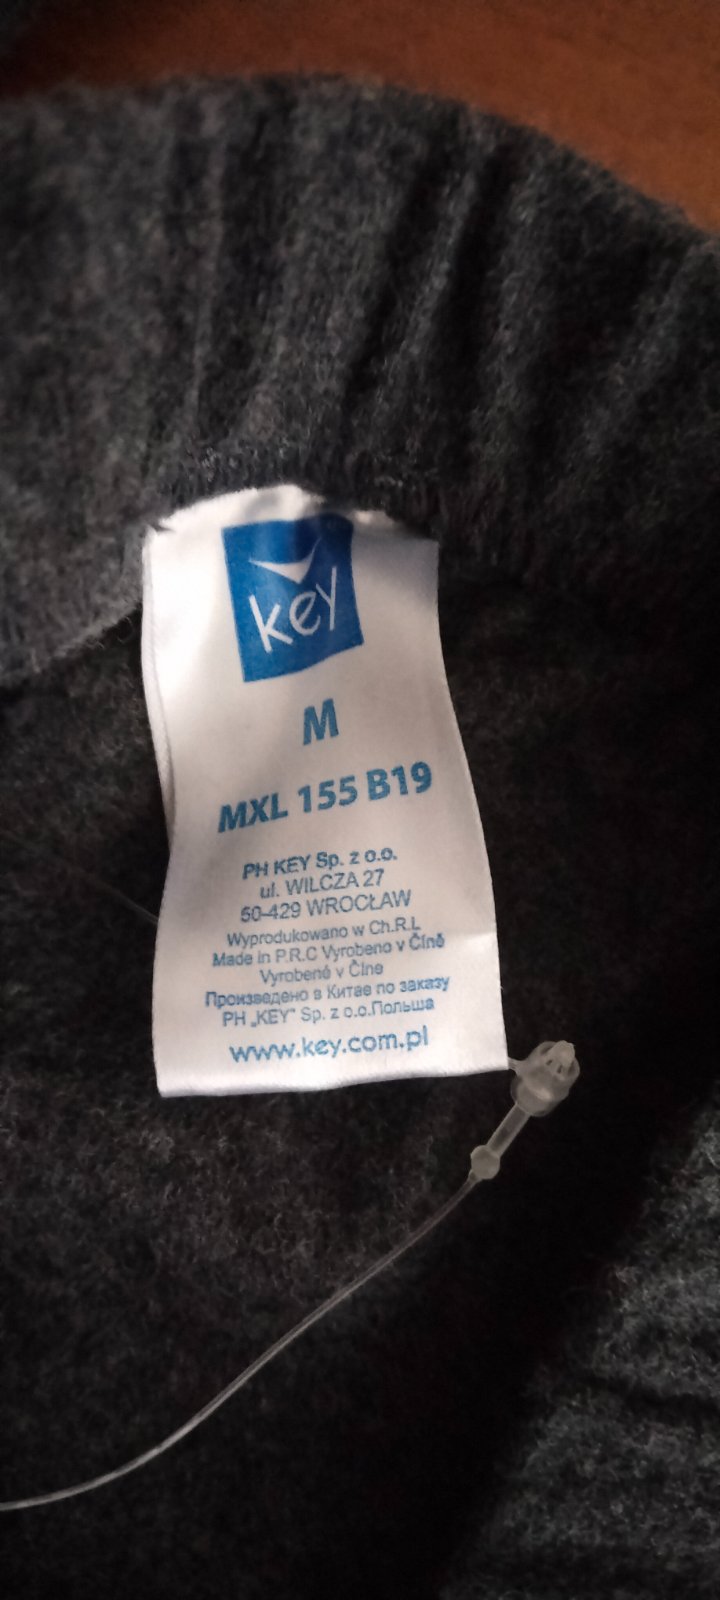 key
M
MXL 155 B19
PH KEY Sp. z o.o.
ul. WILCZA 27
50-429 WROCŁAW
Wyprodukowano w Ch.R.L
Made in P.R.C Vyrobeno v Číně
Vyrobené v Číne
Произведено в Китае по заказу
PH „KEY” Sp. z o.o.Польша
www.key.com.pl